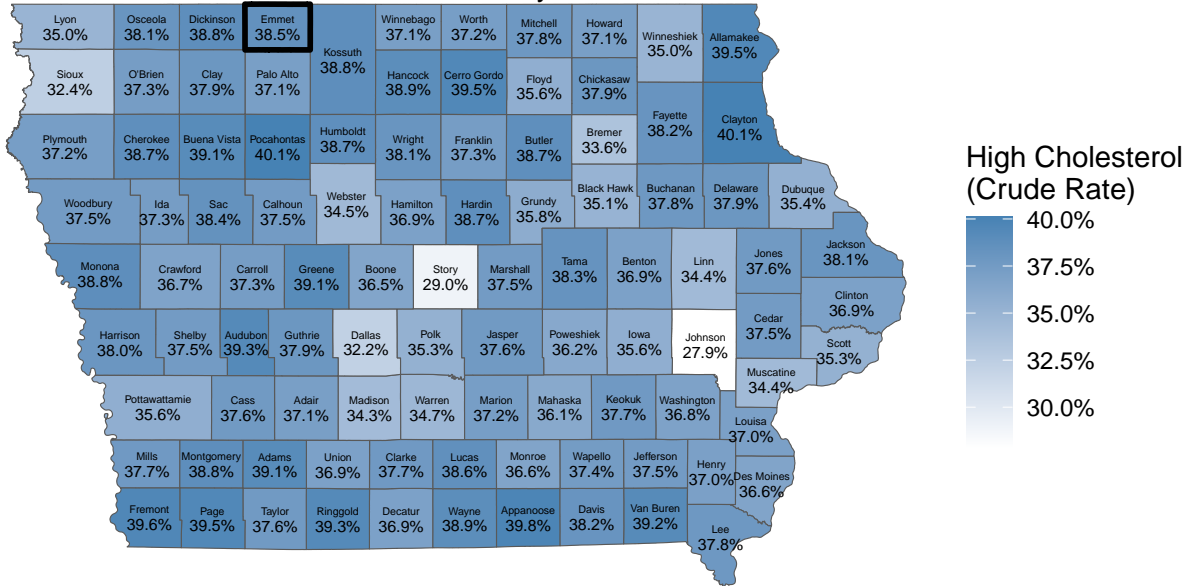 Lyon
35.0%
Osceola
38.1%
Dickinson
38.8%
Emmet
38.5%
Winnebago
37.1%
Worth
37.2%
Mitchell
37.8%
Howard
37.1%
Winneshiek
35.0%
Allamakee
39.5%
Kossuth
38.8%
Sioux
32.4%
O'Brien
37.3%
Clay
37.9%
Palo Alto
37.1%
Hancock
38.9%
Cerro Gordo
39.5%
Floyd
35.6%
Chickasaw
37.9%
Fayette
38.2%
Clayton
40.1%
Plymouth
37.2%
Cherokee
38.7%
Buena Vista
39.1%
Pocahontas
40.1%
Humboldt
38.7%
Wright
38.1%
Franklin
37.3%
Butler
38.7%
Bremer
33.6%
Woodbury
37.5%
Ida
37.3%
Sac
38.4%
Calhoun
37.5%
Webster
34.5%
Hamilton
36.9%
Hardin
38.7%
Grundy
35.8%
Black Hawk
35.1%
Buchanan
37.8%
Delaware
37.9%
Dubuque
35.4%
Monona
38.8%
Crawford
36.7%
Carroll
37.3%
Greene
39.1%
Boone
36.5%
Story
29.0%
Marshall
37.5%
Tama
38.3%
Benton
36.9%
Linn
34.4%
Jones
37.6%
Jackson
38.1%
Clinton
36.9%
Harrison
38.0%
Shelby
37.5%
Audubon
39.3%
Guthrie
37.9%
Dallas
32.2%
Polk
35.3%
Jasper
37.6%
Poweshiek
36.2%
Iowa
35.6%
Johnson
27.9%
Cedar
37.5%
Scott
35.3%
Muscatine
34.4%
Pottawattamie
35.6%
Cass
37.6%
Adair
37.1%
Madison
34.3%
Warren
34.7%
Marion
37.2%
Mahaska
36.1%
Keokuk
37.7%
Washington
36.8%
Louisa
37.0%
Mills
37.7%
Montgomery
38.8%
Adams
39.1%
Union
36.9%
Clarke
37.7%
Lucas
38.6%
Monroe
36.6%
Wapello
37.4%
Jefferson
37.5%
Henry
37.0%
Des Moines
36.6%
Fremont
39.6%
Page
39.5%
Taylor
37.6%
Ringgold
39.3%
Decatur
36.9%
Wayne
38.9%
Appanoose
39.8%
Davis
38.2%
Van Buren
39.2%
Lee
37.8%
High Cholesterol
(Crude Rate)
40.0%
37.5%
35.0%
32.5%
30.0%